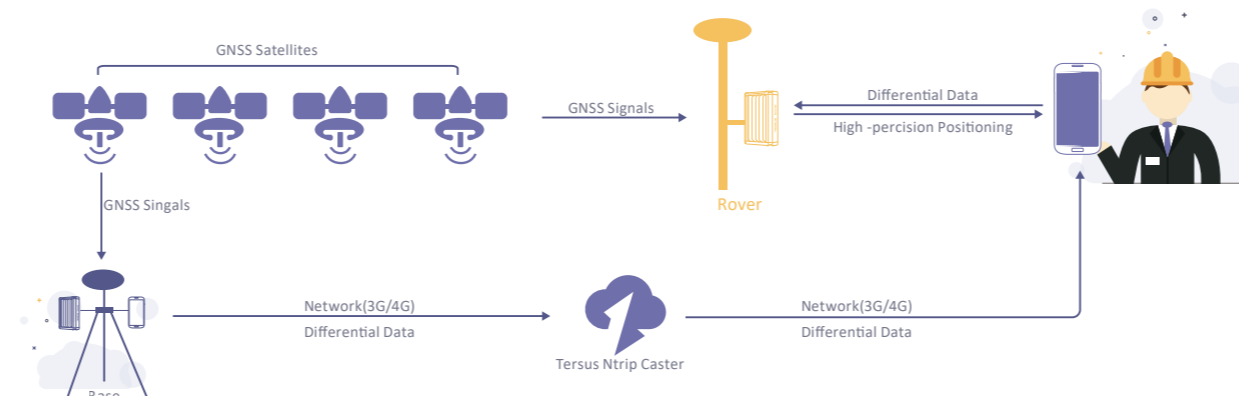 GNSS Satellites
GNSS Signals
Differential Data
High -percision Positioning
Rover
GNSS Singals
Network(3G/4G)
Differential Data
Tersus Ntrip Caster
Network(3G/4G)
Differential Data
Base